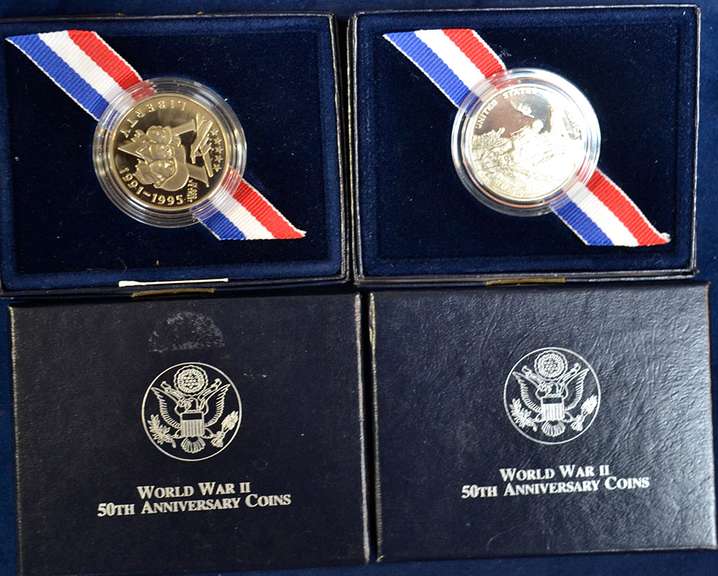 LIBERTY
1991-1995
UNITED STATES
WORLD WAR II
50TH ANNIVERSARY COINS
WORLD WAR II
50TH ANNIVERSARY COINS